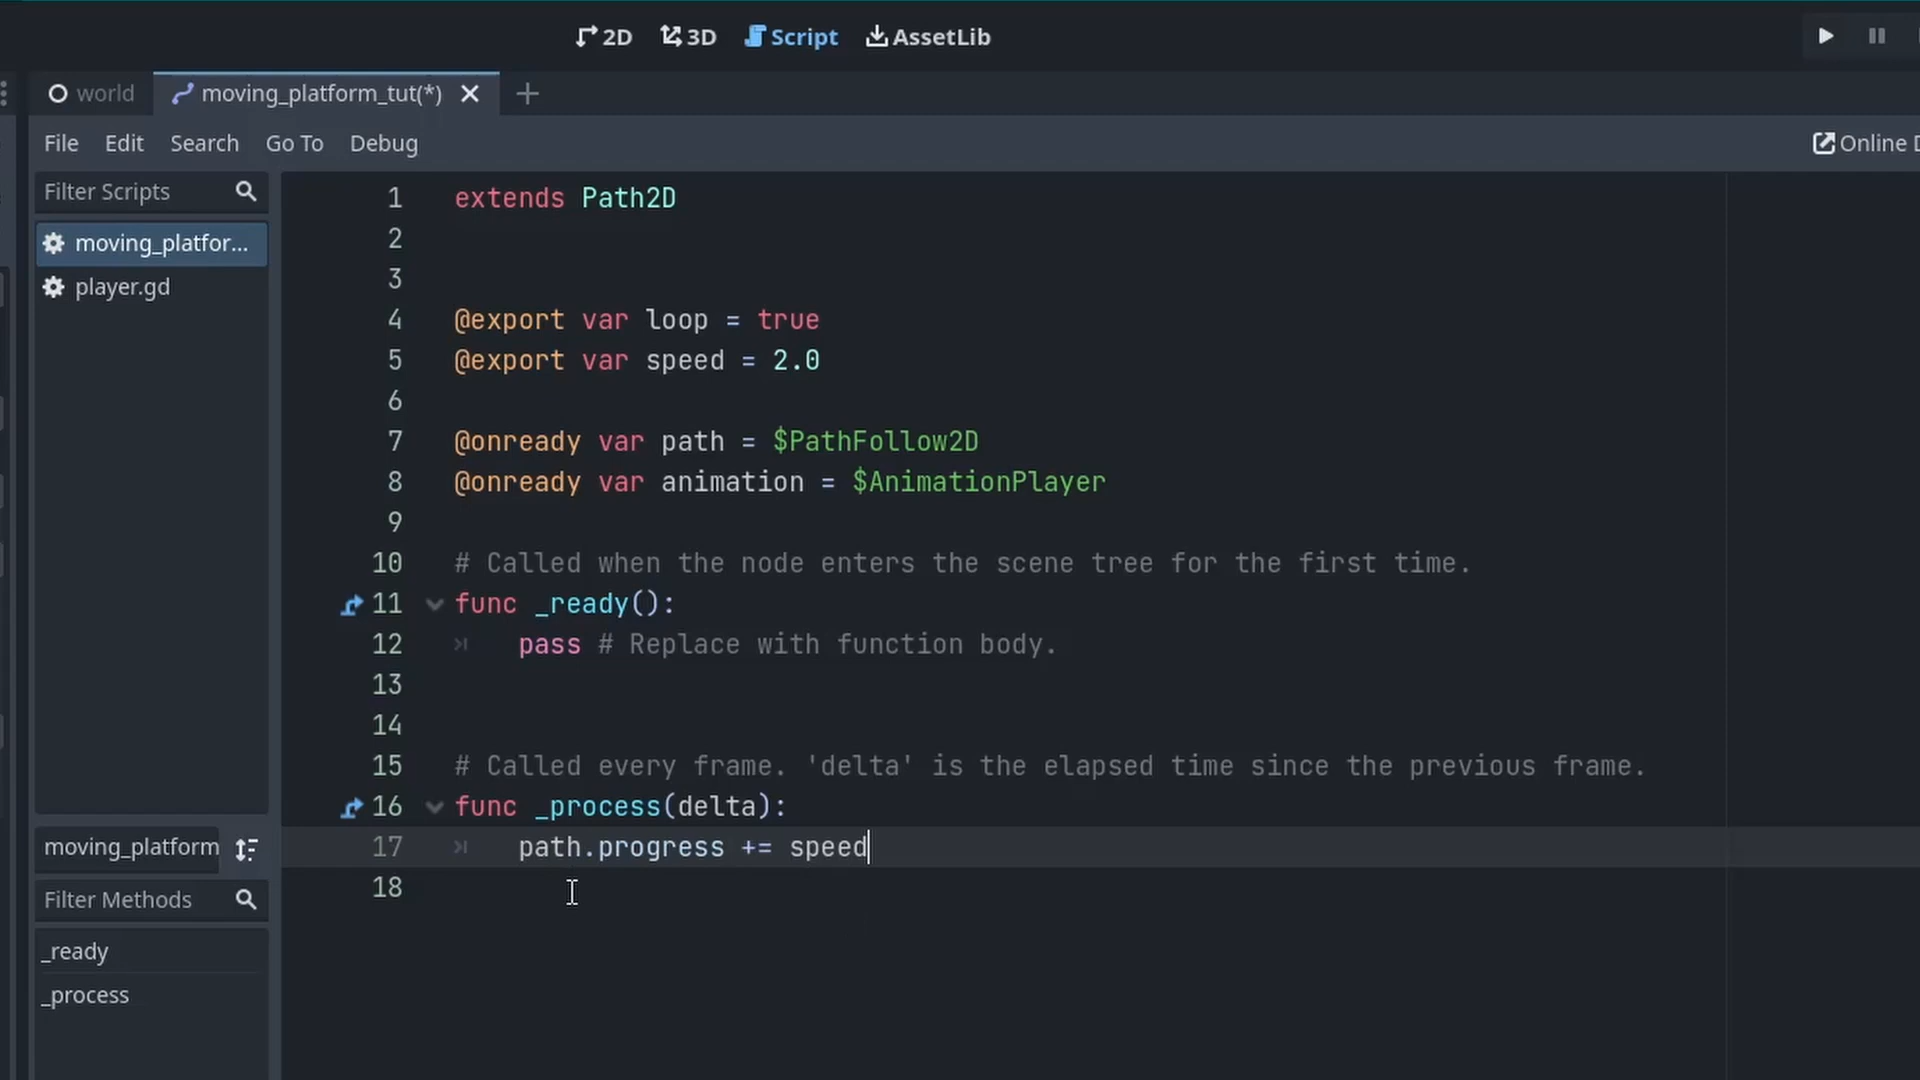 2D 3D Script AssetLib
world moving_platform_tut(*)
File Edit Search Go To Debug Online
Filter Scripts
moving_platfor...
player.gd
1 extends Path2D
2
3
4 @export var loop = true
5 @export var speed = 2.0
6
7 @onready var path = $PathFollow2D
8 @onready var animation = $AnimationPlayer
9
10 # Called when the node enters the scene tree for the first time.
11 func _ready():
12 pass # Replace with function body.
13
14
15 # Called every frame. 'delta' is the elapsed time since the previous frame.
16 func _process(delta):
17 path.progress += speed
18
moving_platform
Filter Methods
_ready
_process